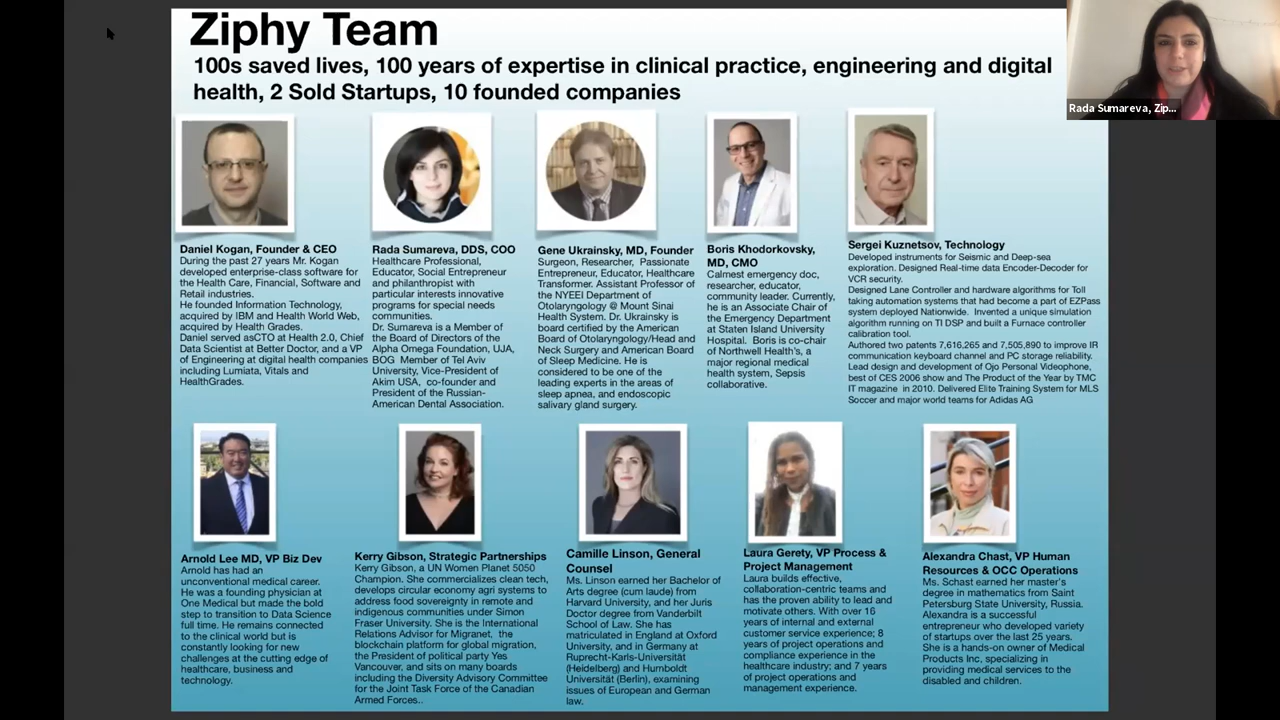 Ziphy Team
100s saved lives, 100 years of expertise in clinical practice, engineering and digital
health, 2 Sold Startups, 10 founded companies
Rada Sumareva, Zip...
Daniel Kogan, Founder & CEO
During the past 27 years Mr. Kogan
developed enterprise-class software for
the Health Care, Financial, Software and
Retail industries.
He founded Information Technology,
acquired by IBM and Health World Web,
acquired by Health Grades.
Daniel served asCTO at Health 2.0, Chief
Data Scientist at Better Doctor, and a VP
of Engineering at digital health companies
including Lumiata, Vitals and
HealthGrades.
Rada Sumareva, DDS, COO
Healthcare Professional,
Educator, Social Entrepreneur
and philanthropist with
particular interests innovative
programs for special needs
communities.
Dr. Sumareva is a Member of
the Board of Directors of the
Alpha Omega Foundation, UJA,
BOG Member of Tel Aviv
University, Vice-President of
Akim USA, co-founder and
President of the Russian-
American Dental Association.
Gene Ukrainsky, MD, Founder
Surgeon, Researcher, Passionate
Entrepreneur, Educator, Healthcare
Transformer. Assistant Professor of
the NYEEI Department of
Otolaryngology @ Mount Sinai
Health System. Dr. Ukrainsky is
board certified by the American
Board of Otolaryngology/Head and
Neck Surgery and American Board
of Sleep Medicine. He is
considered to be one of the
leading experts in the areas of
sleep apnea, and endoscopic
salivary gland surgery.
Boris Khodorkovsky,
MD, CMO
Calmest emergency doc,
researcher, educator,
community leader. Currently,
he is an Associate Chair of
the Emergency Department
at Staten Island University
Hospital. Boris is co-chair
of Northwell Health's, a
major regional medical
health system, Sepsis
collaborative.
Sergei Kuznetsov, Technology
Developed instruments for Seismic and Deep-sea
exploration. Designed Real-time data Encoder-Decoder for
VCR security.
Designed Lane Controller and hardware algorithms for Toll
taking automation systems that had become a part of EZPass
system deployed Nationwide. Invented a unique simulation
algorithm running on TI DSP and built a Furnace controller
calibration tool.
Authored two patents 7,616,265 and 7,505,890 to improve IR
communication keyboard channel and PC storage reliability.
Lead design and development of Ojo Personal Videophone,
best of CES 2006 show and The Product of the Year by TMC
IT magazine in 2010. Delivered Elite Training System for MLS
Soccer and major world teams for Adidas AG
Arnold Lee MD, VP Biz Dev
Arnold has had an
unconventional medical career.
He was a founding physician at
One Medical but made the bold
step to transition to Data Science
full time. He remains connected
to the clinical world but is
constantly looking for new
challenges at the cutting edge of
healthcare, business and
technology.
Kerry Gibson, Strategic Partnerships
Kerry Gibson, a UN Women Planet 5050
Champion. She commercializes clean tech,
develops circular economy agri systems to
address food sovereignty in remote and
indigenous communities under Simon
Fraser University. She is the International
Relations Advisor for Migranet, the
blockchain platform for global migration,
the President of political party Yes
Vancouver, and sits on many boards
including the Diversity Advisory Committee
for the Joint Task Force of the Canadian
Armed Forces..
Camille Linson, General
Counsel
Ms. Linson earned her Bachelor of
Arts degree (cum laude) from
Harvard University, and her Juris
Doctor degree from Vanderbilt
School of Law. She has
matriculated in England at Oxford
University, and in Germany at
Ruprecht-Karls-Universität
(Heidelberg) and Humboldt
Universität (Berlin), examining
issues of European and German
law.
Laura Gerety, VP Process &
Project Management
Laura builds effective,
collaboration-centric teams and
has the proven ability to lead and
motivate others. With over 16
years of internal and external
customer service experience; 8
years of project operations and
compliance experience in the
healthcare industry; and 7 years
of project operations and
management experience.
Alexandra Chast, VP Human
Resources & OCC Operations
Ms. Schast earned her master's
degree in mathematics from Saint
Petersburg State University, Russia.
Alexandra is a successful
entrepreneur who developed variety
of startups over the last 25 years.
She is a hands-on owner of Medical
Products Inc, specializing in
providing medical services to the
disabled and children.